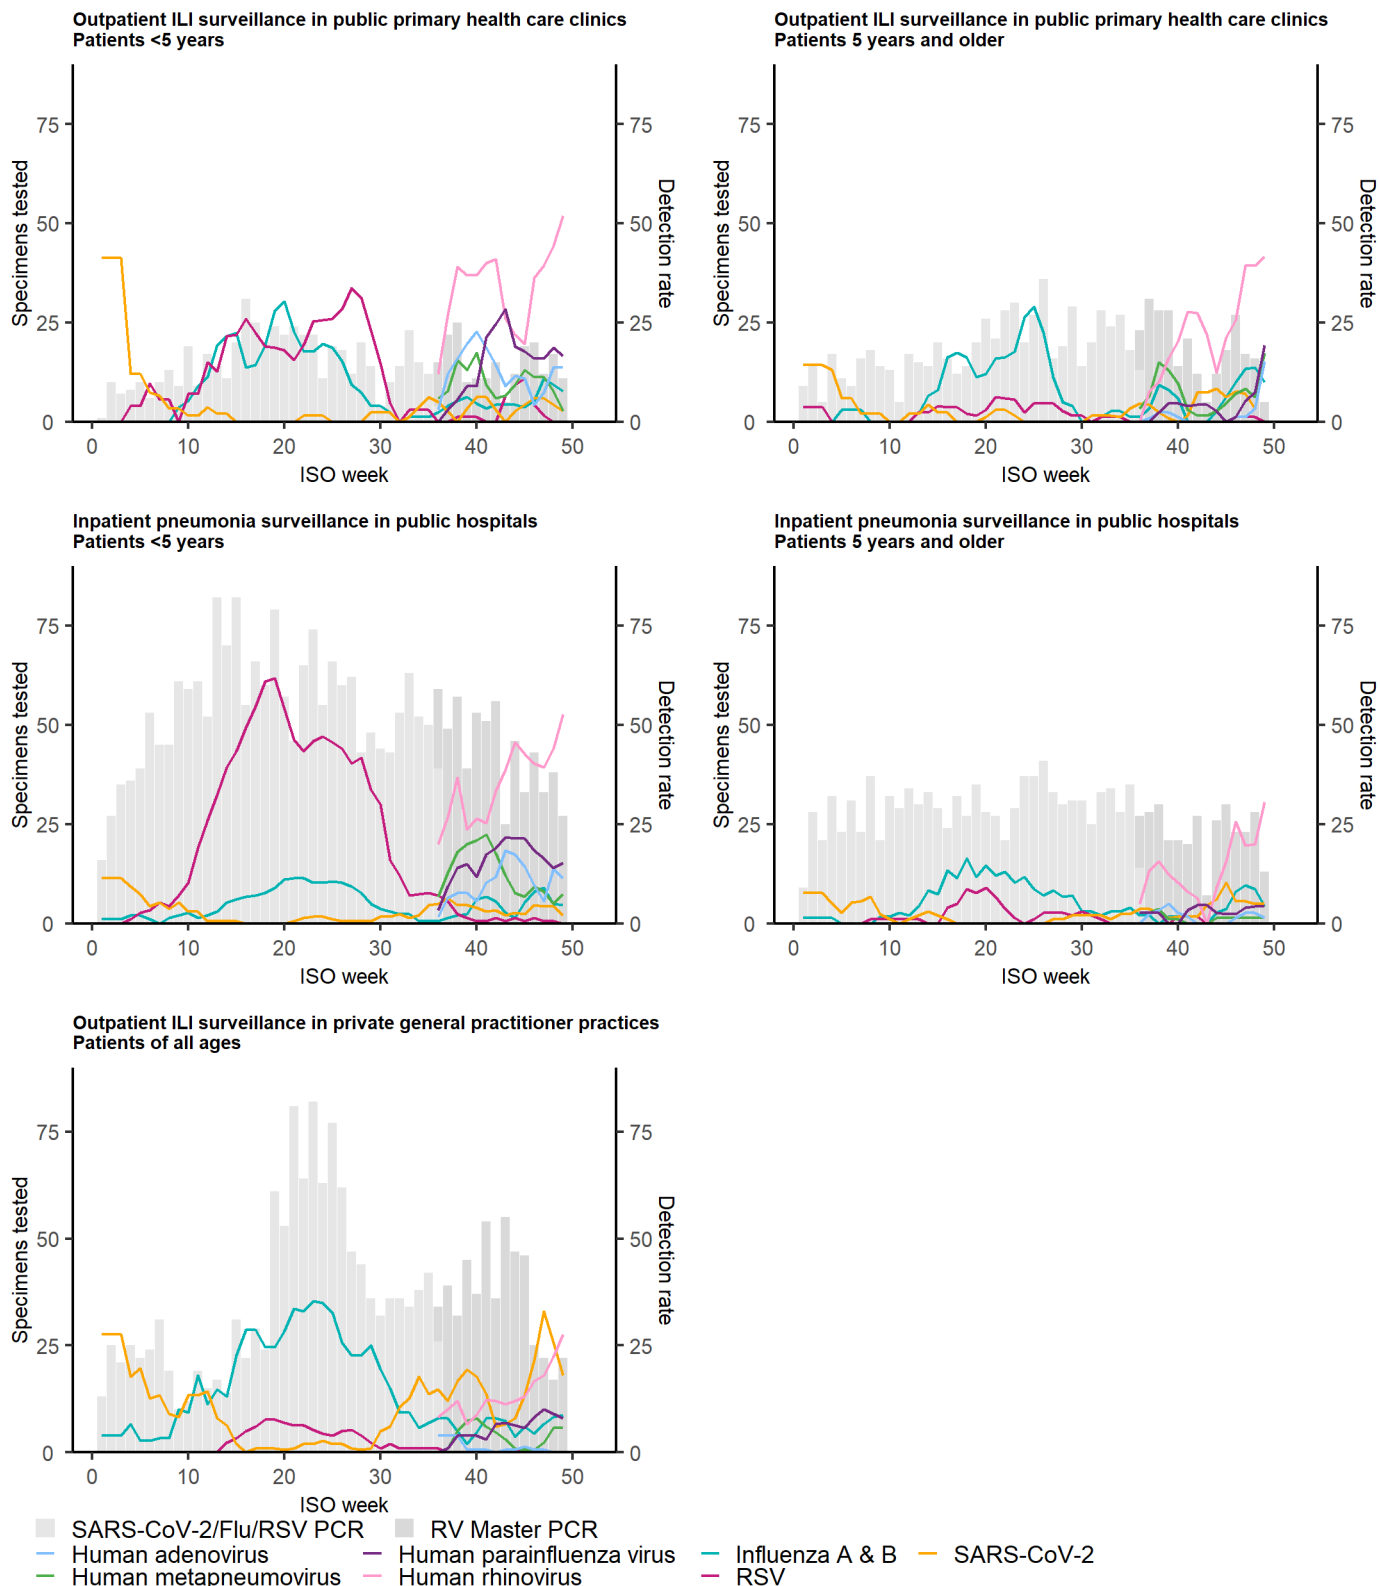 Outpatient ILI surveillance in public primary health care clinics
Patients <5 years
75
50
25
0
75
50
25
0
Specimens tested
Detection rate
0 10 20 30 40 50
ISO week
Outpatient ILI surveillance in public primary health care clinics
Patients 5 years and older
75
50
25
0
75
50
25
0
Specimens tested
Detection rate
0 10 20 30 40 50
ISO week
Inpatient pneumonia surveillance in public hospitals
Patients <5 years
75
50
25
0
75
50
25
0
Specimens tested
Detection rate
0 10 20 30 40 50
ISO week
Inpatient pneumonia surveillance in public hospitals
Patients 5 years and older
75
50
25
0
75
50
25
0
Specimens tested
Detection rate
0 10 20 30 40 50
ISO week
Outpatient ILI surveillance in private general practitioner practices
Patients of all ages
75
50
25
0
75
50
25
0
Specimens tested
Detection rate
0 10 20 30 40 50
ISO week
SARS-CoV-2/Flu/RSV PCR RV Master PCR
Human adenovirus Human parainfluenza virus Influenza A & B SARS-CoV-2
Human metapneumovirus Human rhinovirus RSV